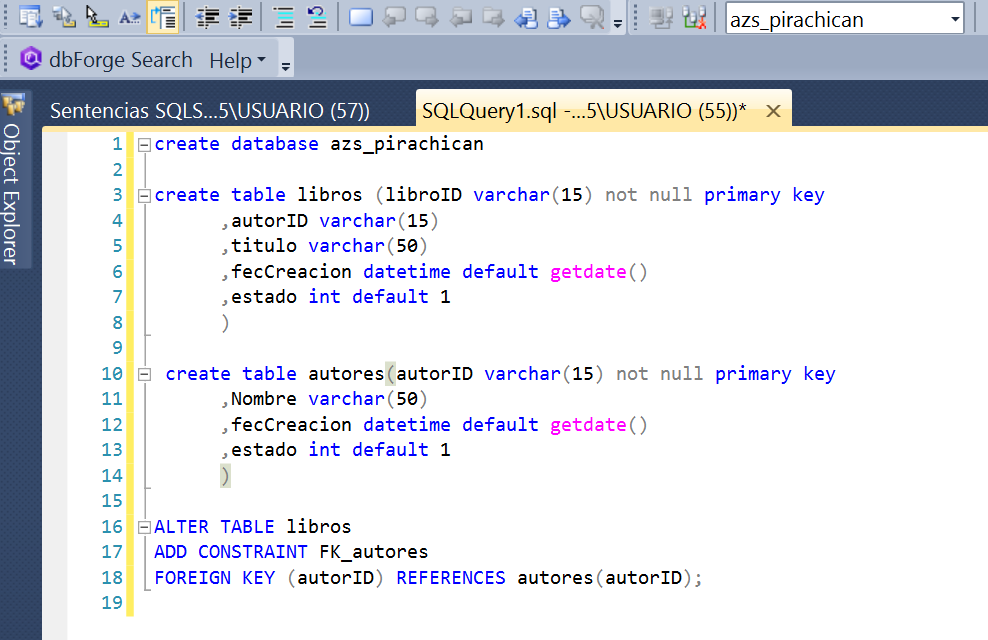 A
azs_pirachican
dbForge Search Help
Sentencias SQLS...5\USUARIO (57))
SQLQuery1.sql -...5\USUARIO (55))*
Object Explorer
1 create database azs_pirachican
2
3 create table libros (libroID varchar(15) not null primary key
4 ,autorID varchar(15)
5 ,titulo varchar(50)
6 ,fecCreacion datetime default getdate()
7 ,estado int default 1
8 )
9
10 create table autores(autorID varchar(15) not null primary key
11 ,Nombre varchar(50)
12 ,fecCreacion datetime default getdate()
13 ,estado int default 1
14 )
15
16 ALTER TABLE libros
17 ADD CONSTRAINT FK_autores
18 FOREIGN KEY (autorID) REFERENCES autores(autorID);
19